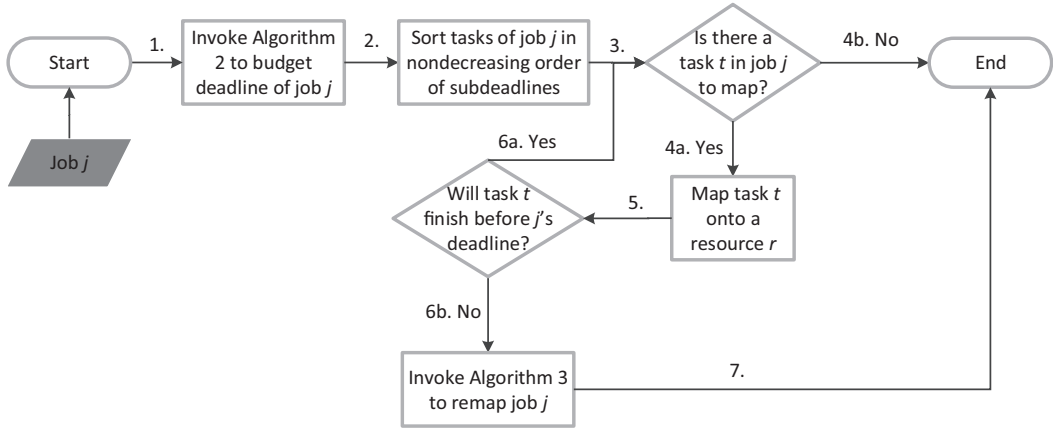 Start
1.
Invoke Algorithm
2 to budget
deadline of job j
2.
Sort tasks of job j in
nondecreasing order
of subdeadlines
3.
Is there a
task t in job j
to map?
4b. No
End
Job j
4a. Yes
Map task t
onto a
resource r
5.
Will task t
finish before j's
deadline?
6a. Yes
6b. No
Invoke Algorithm 3
to remap job j
7.